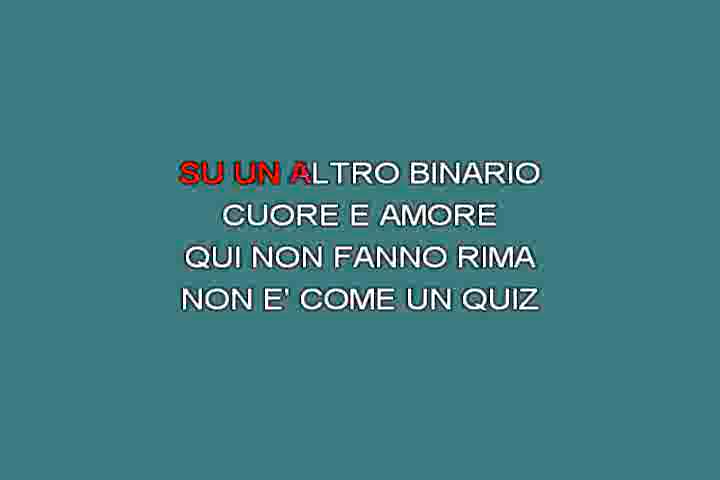 SU UN ALTRO BINARIO
CUORE E AMORE
QUI NON FANNO RIMA
NON E' COME UN QUIZ